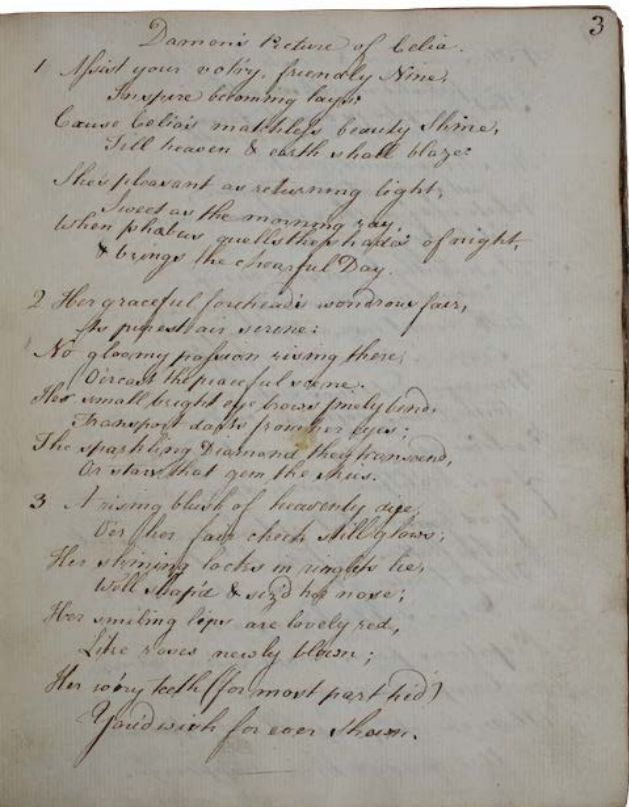 3
Damon's Picture of Celia.
1 Assist your vot'ry, friendly Nine,
Inspire becoming lays:
Cause Celia's matchless beauty shine,
Till heaven & earth shall blaze:
She's pleasant as returning light,
Sweet as the morning ray,
When phœbus quells the shades of night,
& brings the chearful Day.
2 Her graceful forehead's wondrous fair,
As purest air serene:
No gloomy passion rising there,
O'ercast the peaceful scene.
Her small bright eye brows finely bend,
Transport darts from her eyes;
The sparkling Diamond they transcend,
Or stars that gem the skies.
3 A rising blush of heavenly dye,
O'er her fair cheek still glows;
Her shining locks in ringlets lie,
Well shap'd & siz'd her nose;
Her smiling lips are lovely red,
Like roses newly blown;
Her iv'ry teeth (for most part hid)
You'd wish for ever shown.